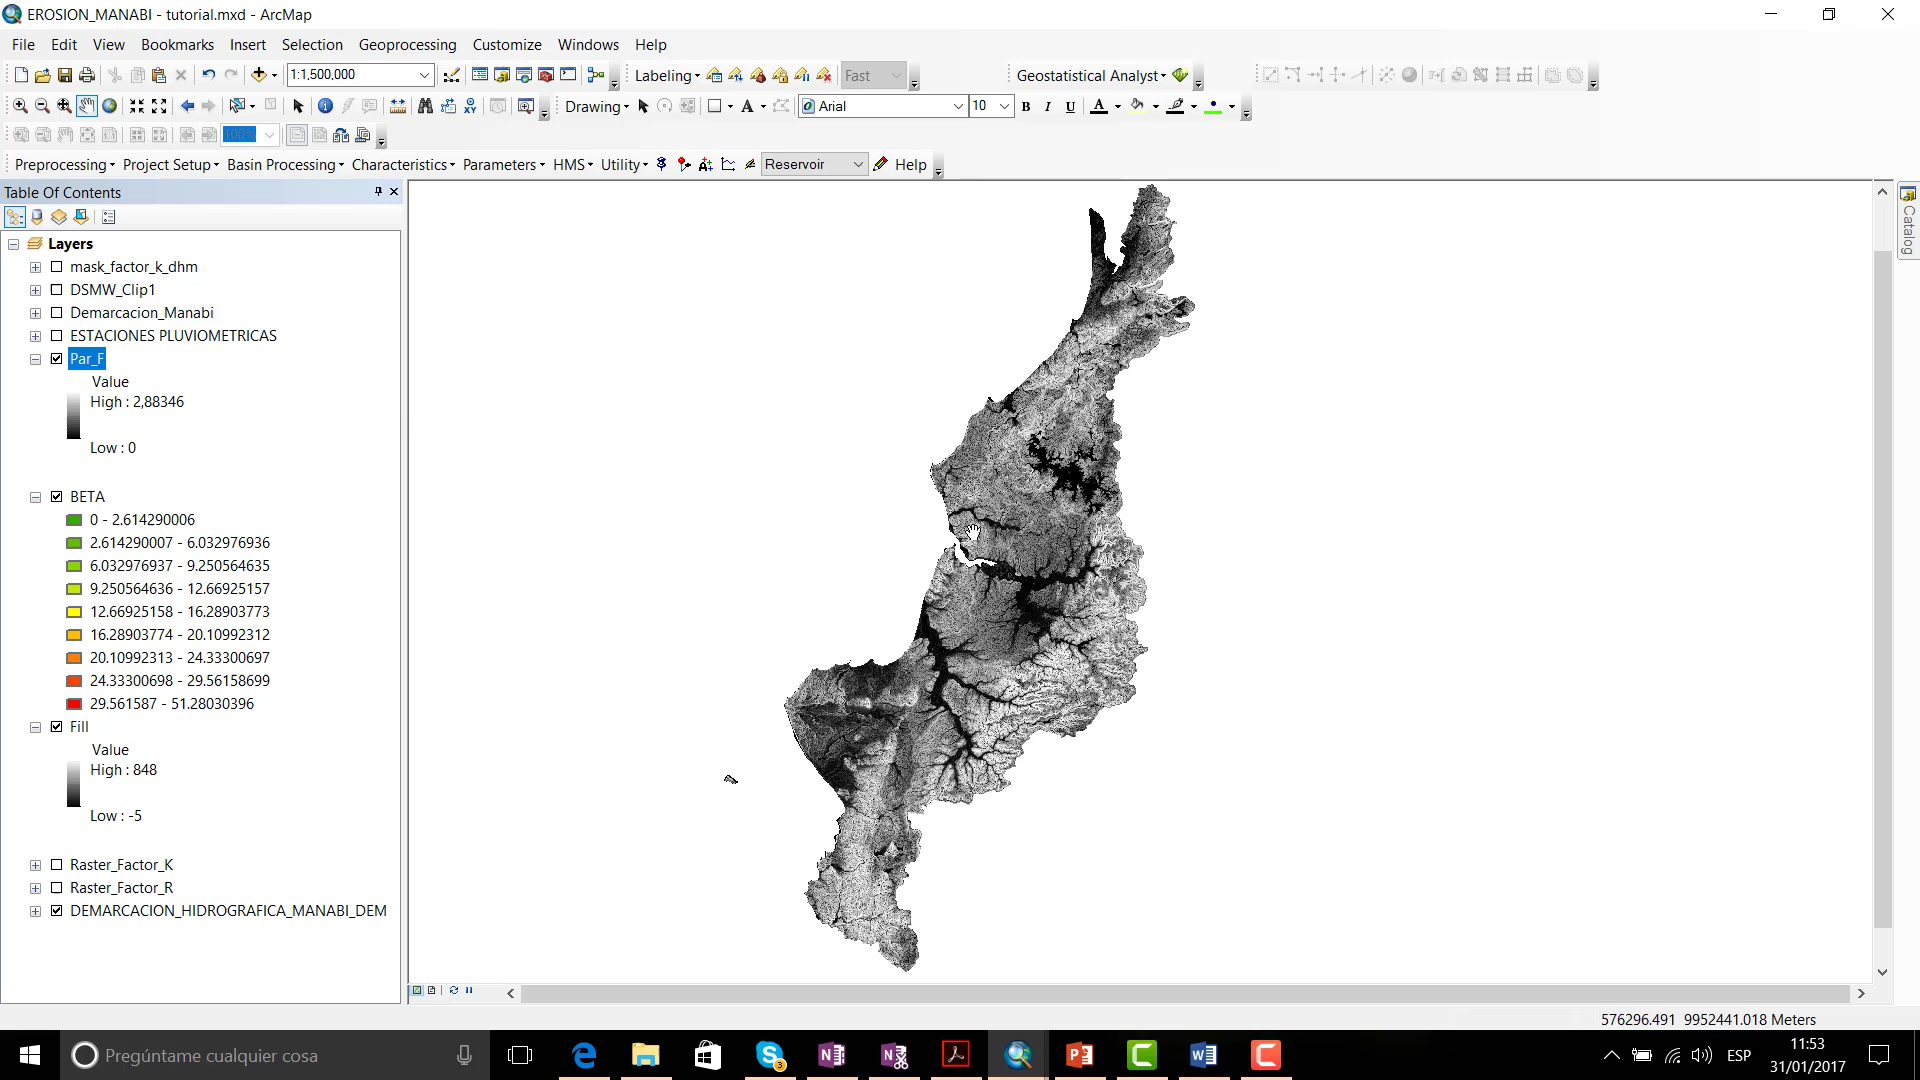 EROSION_MANABI - tutorial.mxd - ArcMap
File Edit View Bookmarks Insert Selection Geoprocessing Customize Windows Help
1:1,500,000 Labeling Fast Geostatistical Analyst
Drawing A Arial 10 B I U A
100%
Preprocessing Project Setup Basin Processing Characteristics Parameters HMS Utility Reservoir Help
Table Of Contents
Catalog
Layers
mask_factor_k_dhm
DSMW_Clip1
Demarcacion_Manabi
ESTACIONES PLUVIOMETRICAS
Par_F
Value
High : 2,88346
Low : 0
BETA
0 - 2.614290006
2.614290007 - 6.032976936
6.032976937 - 9.250564635
9.250564636 - 12.66925157
12.66925158 - 16.28903773
16.28903774 - 20.10992312
20.10992313 - 24.33300697
24.33300698 - 29.56158699
29.561587 - 51.28030396
Fill
Value
High : 848
Low : -5
Raster_Factor_K
Raster_Factor_R
DEMARCACION_HIDROGRAFICA_MANABI_DEM
576296.491 9952441.018 Meters
Pregúntame cualquier cosa
3
ESP
11:53
31/01/2017